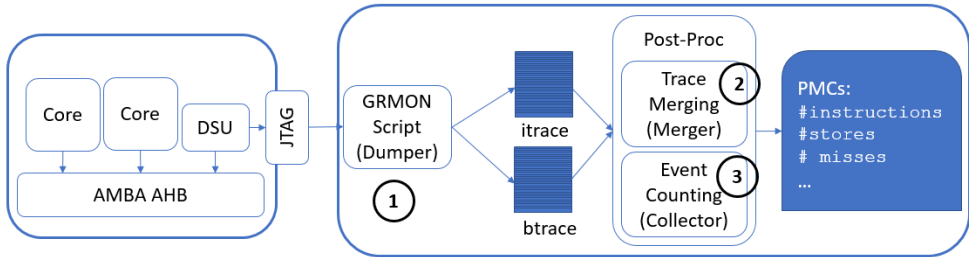 Core
Core
DSU
AMBA AHB
JTAG
GRMON
Script
(Dumper)
1
itrace
btrace
Post-Proc
Trace
Merging
(Merger)
2
Event
Counting
(Collector)
3
PMCs:
#instructions
#stores
# misses
...